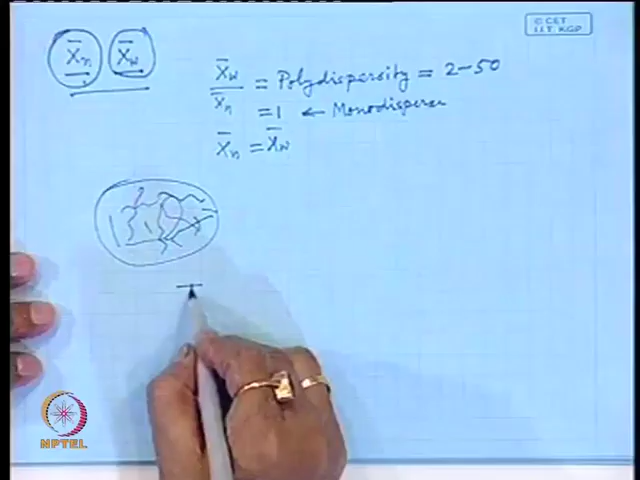 © CET
I.I.T. KGP
X̄n X̄w
X̄w / X̄n = Polydispersity = 2-50
= 1 ← Monodisperse
X̄n = X̄w
NPTEL